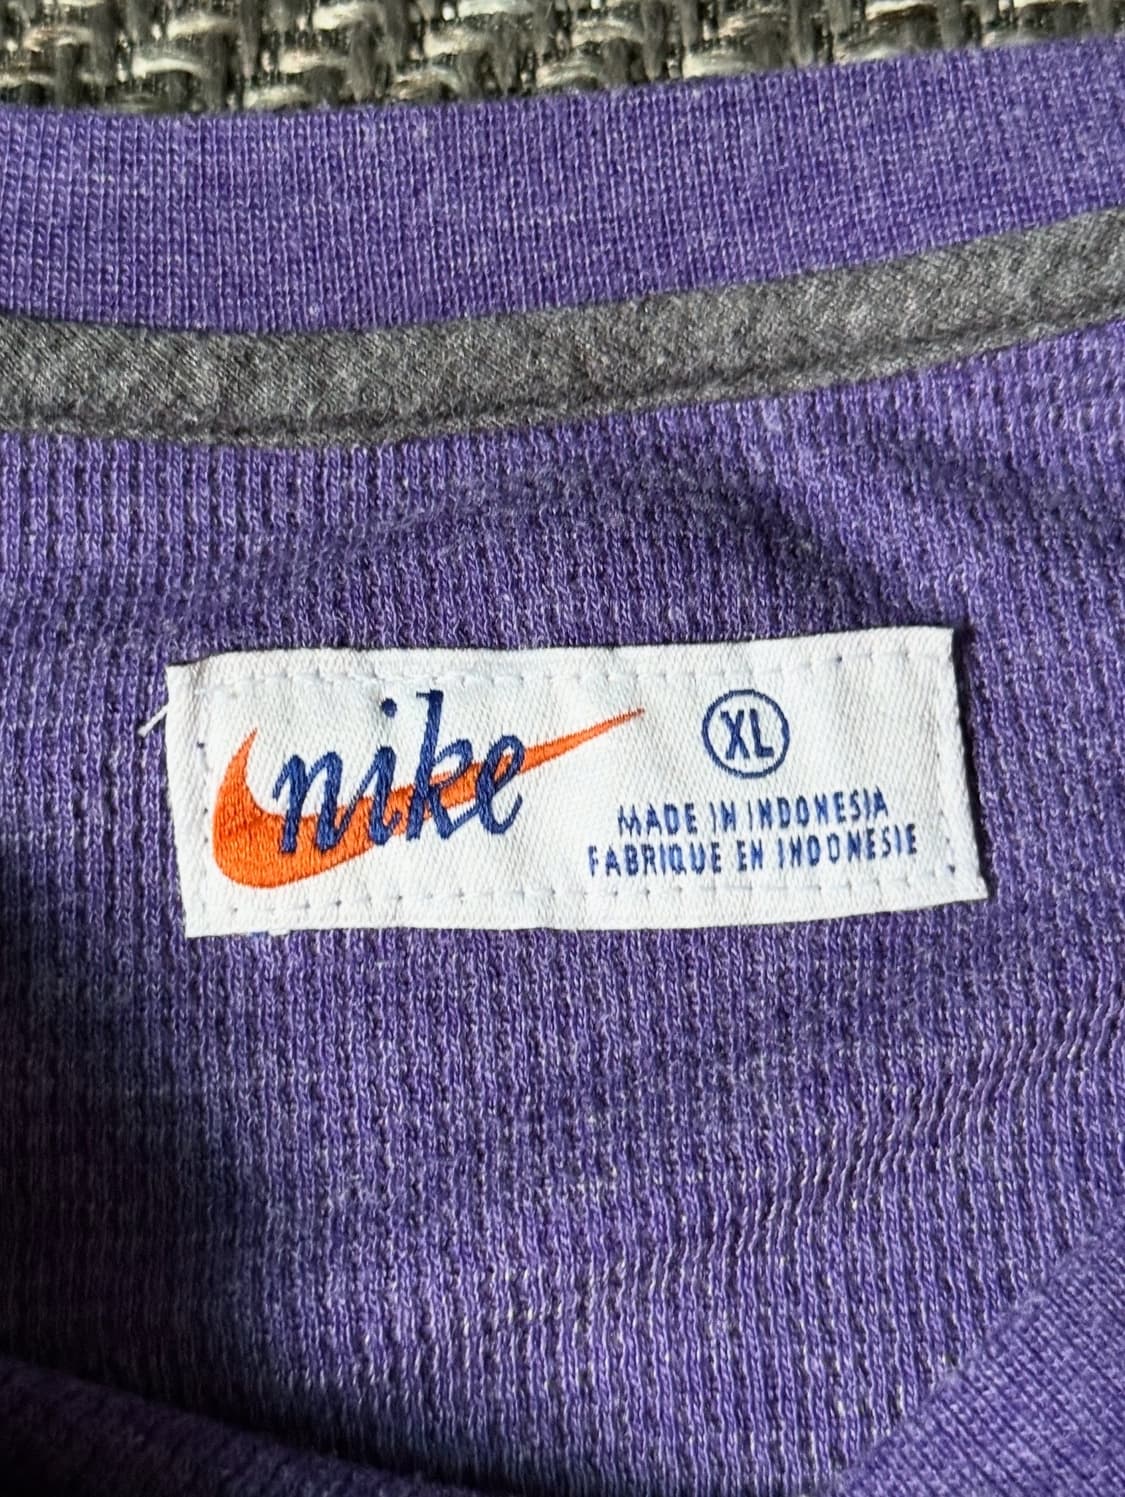 nike
XL
MADE IN INDONESIA
FABRIQUE EN INDONESIE